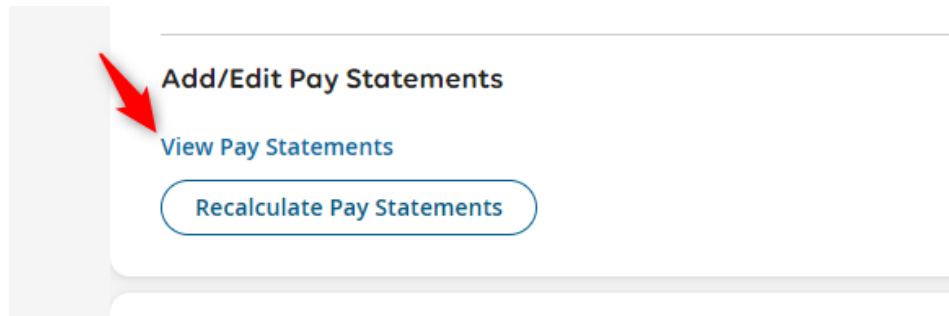 Add/Edit Pay Statements
View Pay Statements
Recalculate Pay Statements